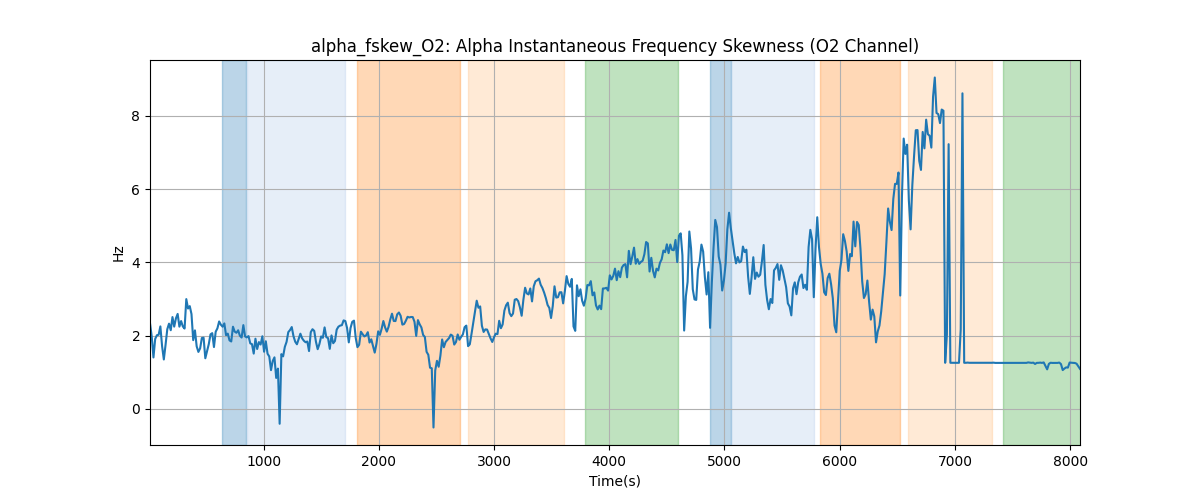 alpha_fskew_O2: Alpha Instantaneous Frequency Skewness (O2 Channel)
Hz
8
6
4
2
0
1000 2000 3000 4000 5000 6000 7000 8000
Time(s)